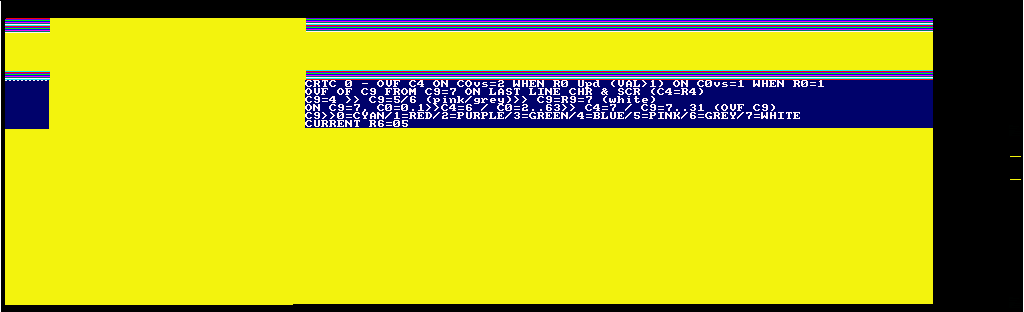 CRTC 0 - OVF C4 ON C0vs=2 WHEN R0 Upd (VAL>1) ON C0vs=1 WHEN R0=1
OVF OF C9 FROM C9=7 ON LAST LINE CHR & SCR (C4=R4)
C9=4 >> C9=5/6 (pink/grey)>> C9=R9=7 (white)
ON C9=7, C0=0.1>>C4=6 / C0=2..63>> C4=7 / C9=7..31 (OVF C9)
C9>>0=CYAN/1=RED/2=PURPLE/3=GREEN/4=BLUE/5=PINK/6=GREY/7=WHITE
CURRENT R6=05